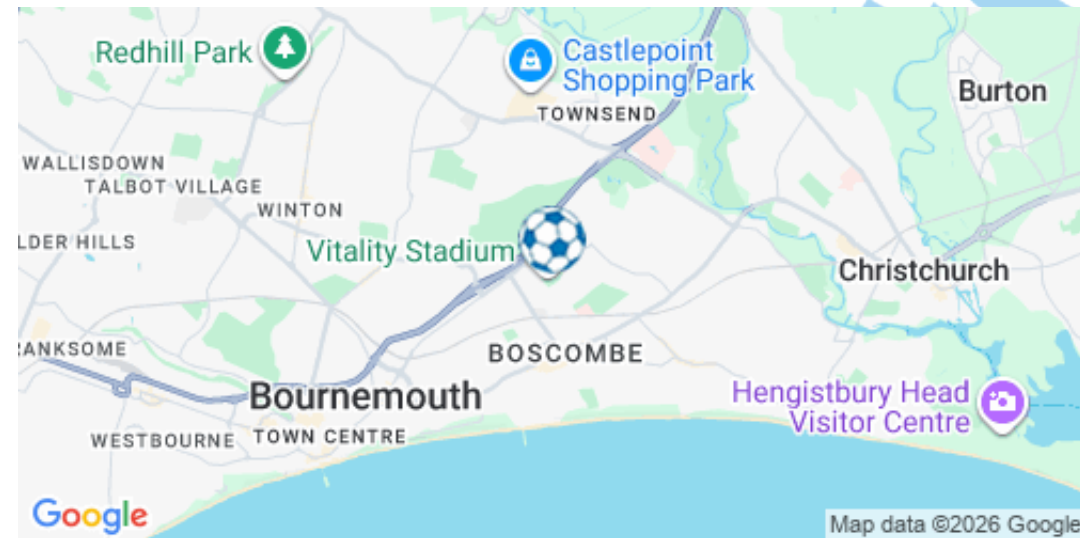 Redhill Park
Castlepoint
Shopping Park
Burton
TOWNSEND
WALLISDOWN
TALBOT VILLAGE
WINTON
LDER HILLS
Vitality Stadium
Christchurch
RANKSOME
BOSCOMBE
Bournemouth
Hengistbury Head
Visitor Centre
WESTBOURNE
TOWN CENTRE
Google
Map data ©2026 Google